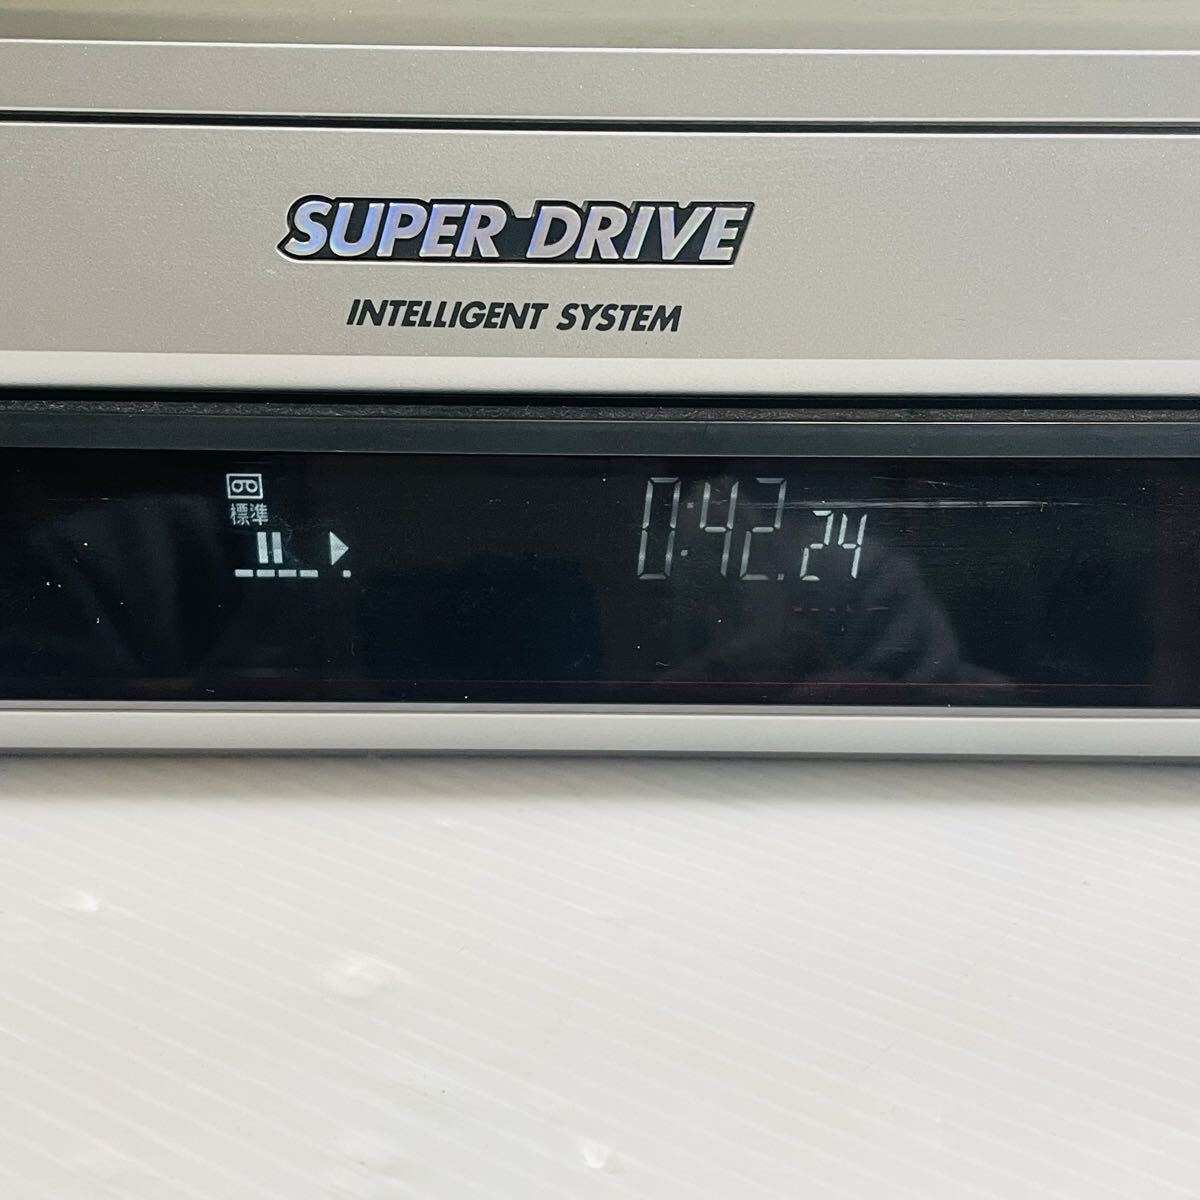 SUPER DRIVE
INTELLIGENT SYSTEM
標準
0:42.24